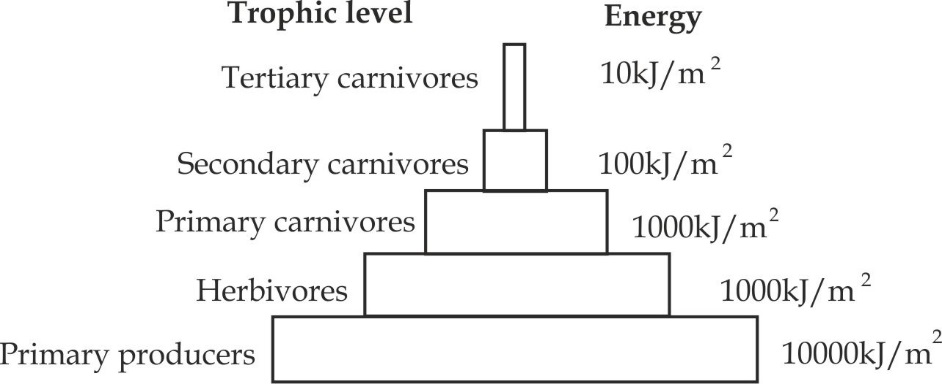 Trophic level Energy
Tertiary carnivores 10kJ/m²
Secondary carnivores 100kJ/m²
Primary carnivores 1000kJ/m²
Herbivores 1000kJ/m²
Primary producers 10000kJ/m²